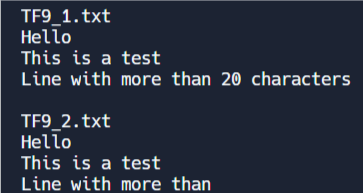 TF9_1.txt
Hello
This is a test
Line with more than 20 characters

TF9_2.txt
Hello
This is a test
Line with more than